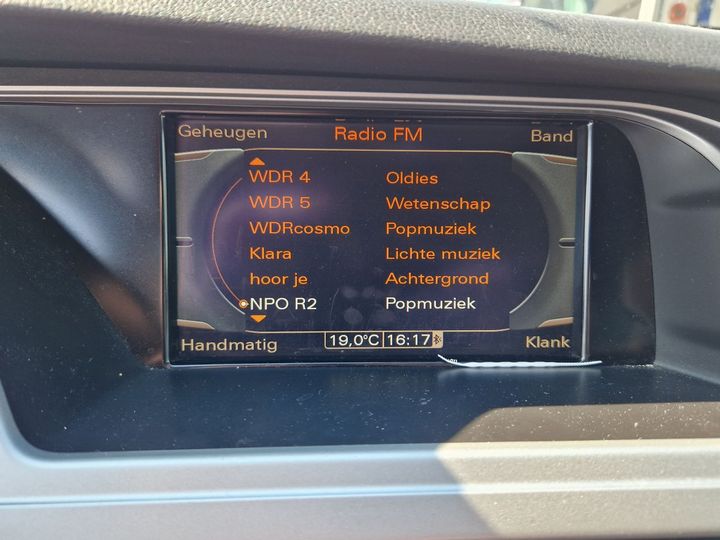 Geheugen Radio FM Band
WDR 4 Oldies
WDR 5 Wetenschap
WDRcosmo Popmuziek
Klara Lichte muziek
hoor je Achtergrond
NPO R2 Popmuziek
Handmatig 19,0°C 16:17 Klank